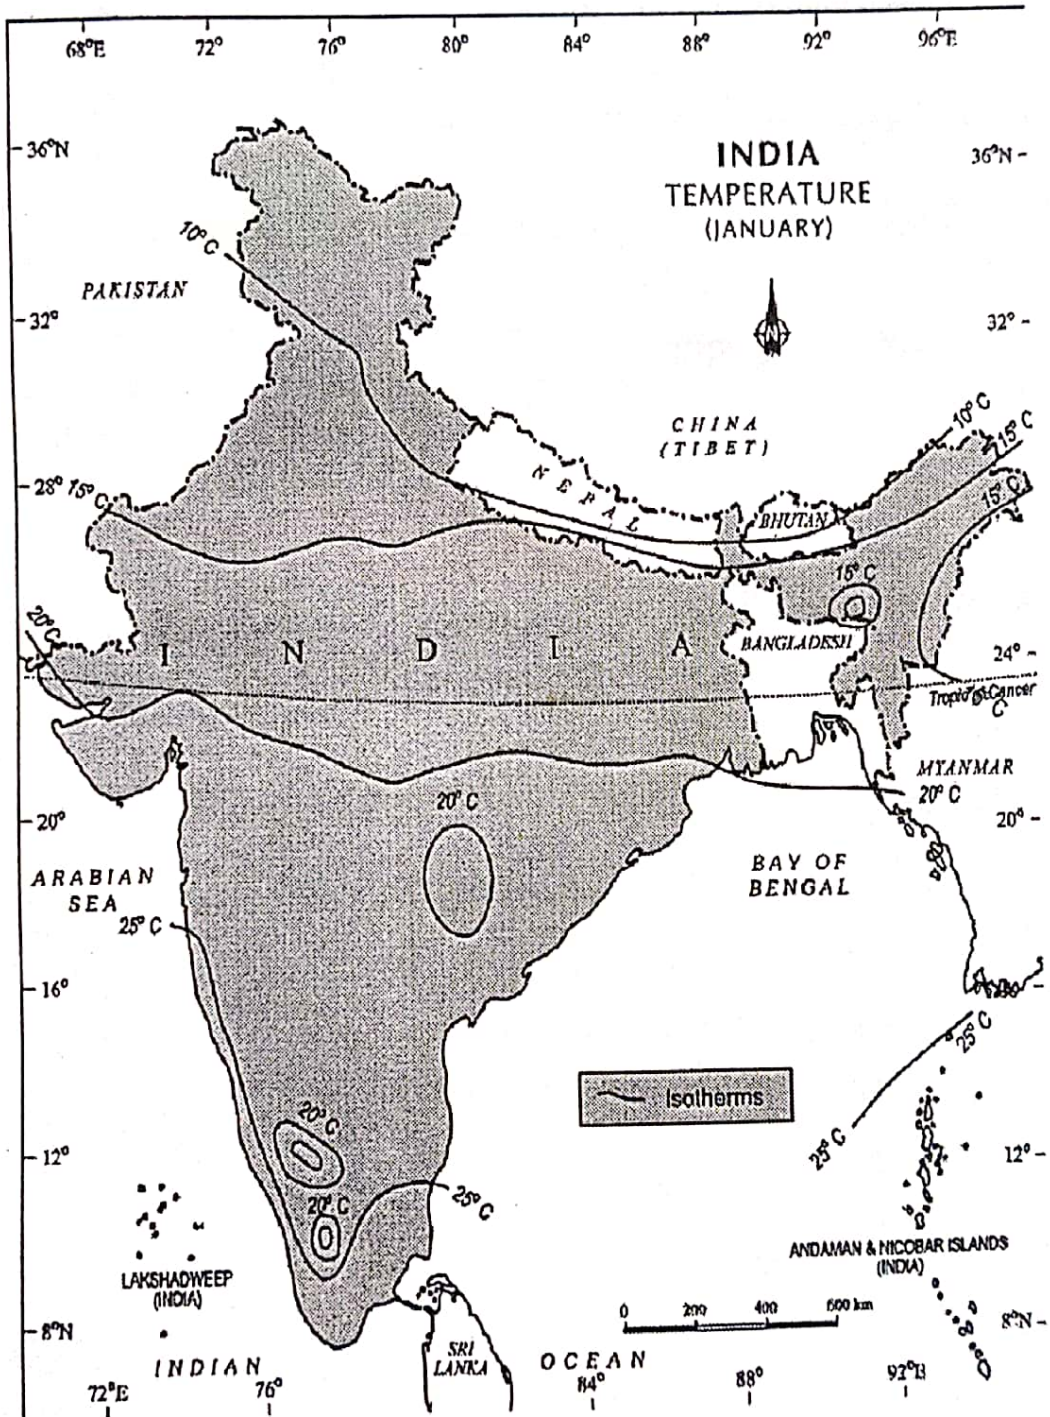 68°E 72° 76° 80° 84° 88° 92° 96°E
36°N
INDIA
36°N
TEMPERATURE
(JANUARY)
10° C
PAKISTAN
32°
N
32°
CHINA
(TIBET)
10° C
15° C
28°
15° C
NEPAL
BHUTAN
15° C
15° C
20° C
INDIA
BANGLADESH
24°
Tropic of Cancer
C
MYANMAR
20° C
20°
20° C
20°
ARABIAN
SEA
BAY OF
BENGAL
25° C
16°
25° C
Isotherms
20° C
12°
25° C
12°
20° C
25° C
LAKSHADWEEP
(INDIA)
ANDAMAN & NICOBAR ISLANDS
(INDIA)
0 200 400 600 km
8°N
8°N
SRI
LANKA
INDIAN OCEAN
72°E 76° 84° 88° 92°E